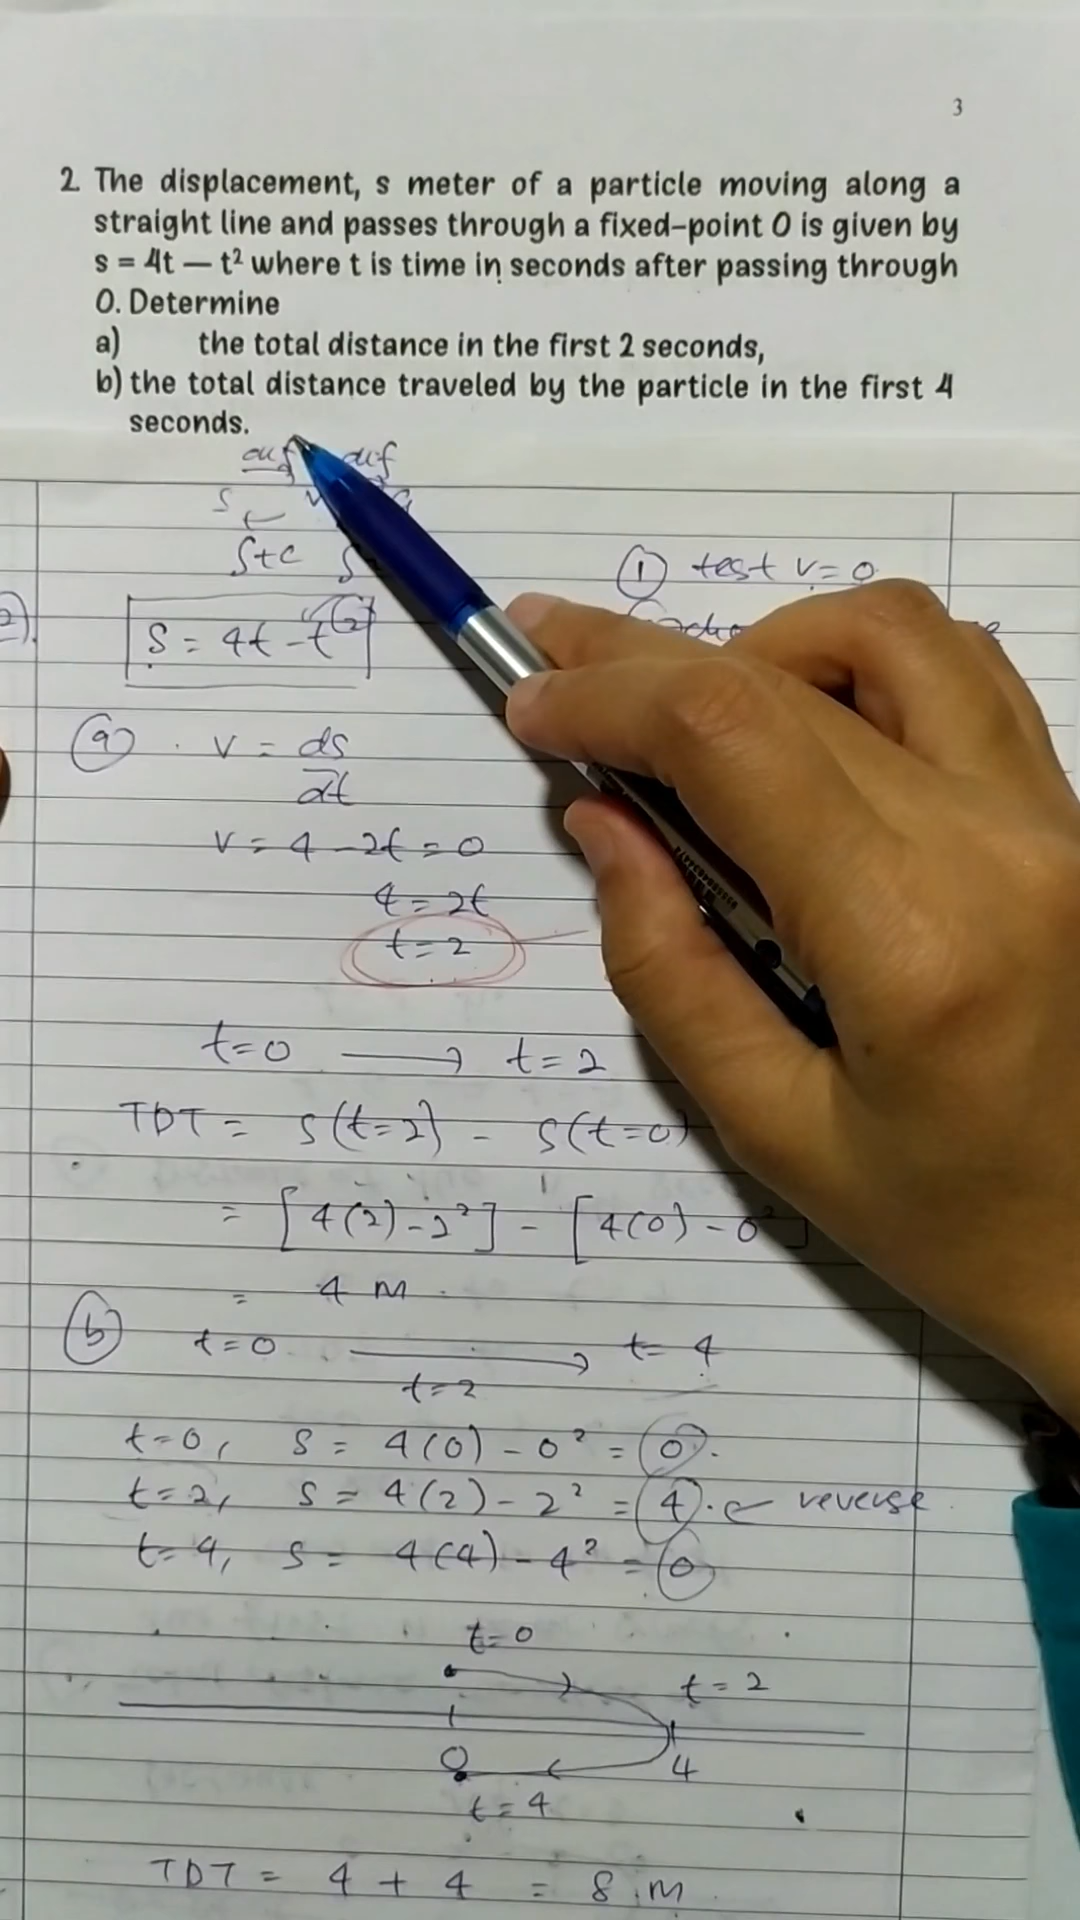 3
2. The displacement, s meter of a particle moving along a
straight line and passes through a fixed-point O is given by
s = 4t — t² where t is time in seconds after passing through
O. Determine
a) the total distance in the first 2 seconds,
b) the total distance traveled by the particle in the first 4
seconds.
dif dif
s v a
∫+c ∫
① test v=0
2).
s = 4t - t²
(a) v = ds
dt
v = 4 - 2t = 0
4 = 2t
t = 2
t=0 → t = 2
TDT = s(t=2) - s(t=0)
= [4(2) - 2²] - [4(0) - 0²]
= 4 m.
(b) t=0 → t= 4
t=2
t=0, s = 4(0) - 0² = 0.
t=2, s = 4(2) - 2² = 4. ← reverse
t=4, s = 4(4) - 4² = 0
t=0
t = 2
O 4
t=4
TDT = 4 + 4 = 8 m